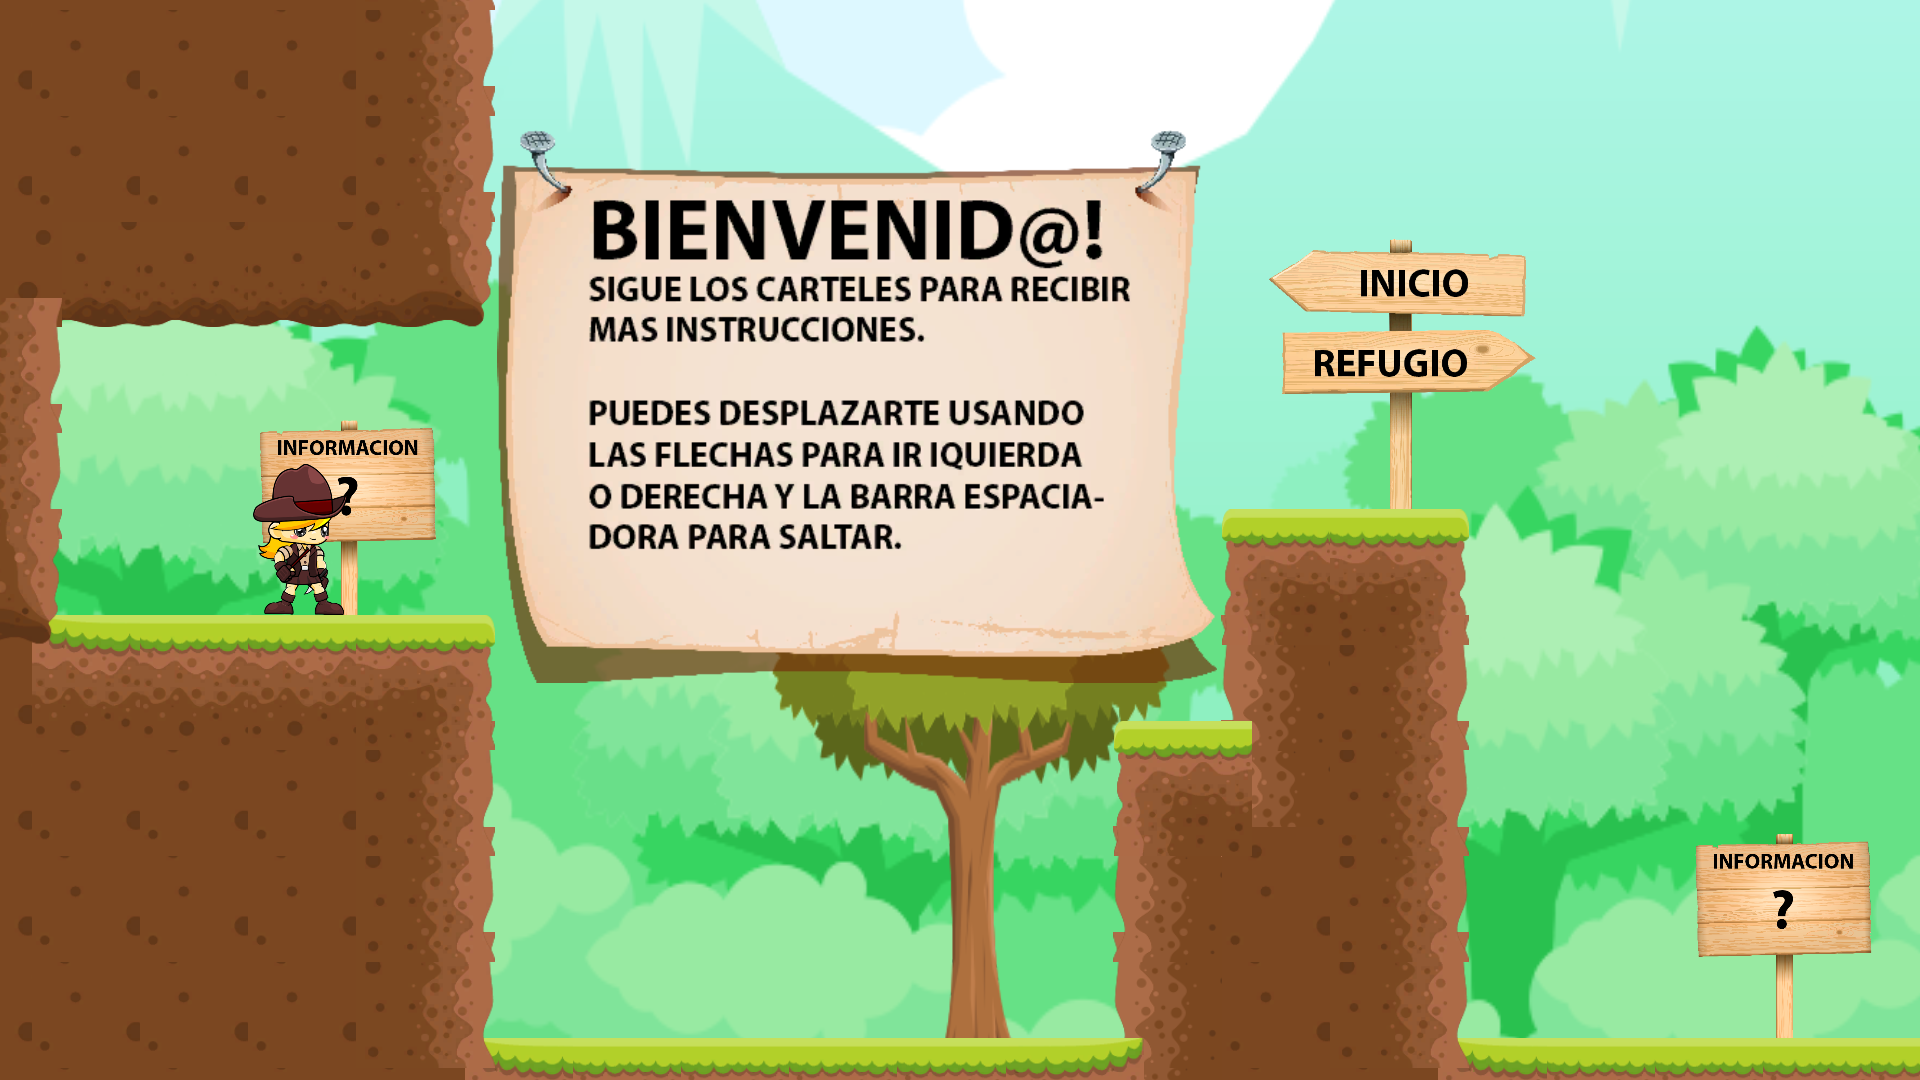 BIENVENID@!
SIGUE LOS CARTELES PARA RECIBIR
MAS INSTRUCCIONES.
PUEDES DESPLAZARTE USANDO
LAS FLECHAS PARA IR IQUIERDA
O DERECHA Y LA BARRA ESPACIA-
DORA PARA SALTAR.
INICIO
REFUGIO
INFORMACION
?
INFORMACION
?